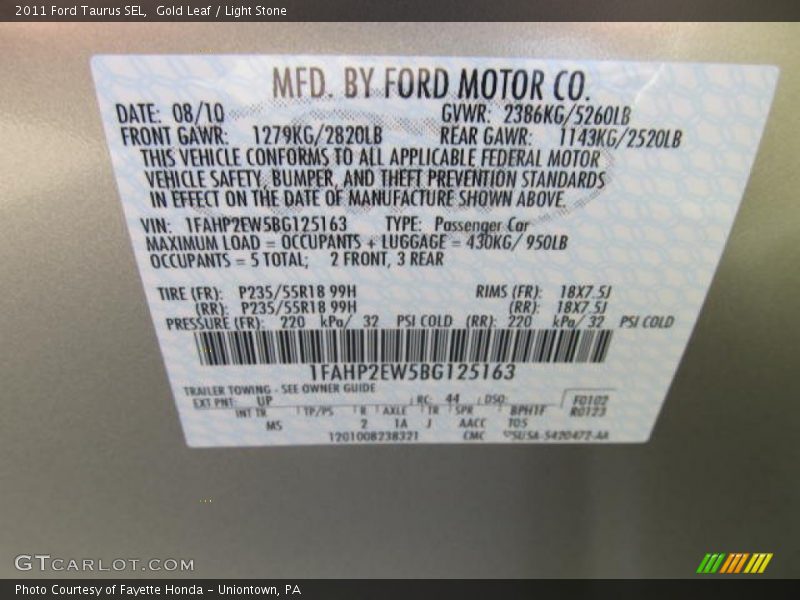 2011 Ford Taurus SEL, Gold Leaf / Light Stone
MFD. BY FORD MOTOR CO.
DATE: 08/10 GVWR: 2386KG/5260LB
FRONT GAWR: 1279KG/2820LB REAR GAWR: 1143KG/2520LB
THIS VEHICLE CONFORMS TO ALL APPLICABLE FEDERAL MOTOR
VEHICLE SAFETY, BUMPER, AND THEFT PREVENTION STANDARDS
IN EFFECT ON THE DATE OF MANUFACTURE SHOWN ABOVE.
VIN: 1FAHP2EW5BG125163 TYPE: Passenger Car
MAXIMUM LOAD = OCCUPANTS + LUGGAGE = 430KG/ 950LB
OCCUPANTS = 5 TOTAL; 2 FRONT, 3 REAR
TIRE (FR): P235/55R18 99H RIMS (FR): 18X7.5J
(RR): P235/55R18 99H (RR): 18X7.5J
PRESSURE (FR): 220 kPa/ 32 PSI COLD (RR): 220 kPa/ 32 PSI COLD
1FAHP2EW5BG125163
TRAILER TOWING - SEE OWNER GUIDE
EXT PNT: UP RC: 44 DSO: F0102
INT TR TP/PS R AXLE TR SPR BPH1F R0123
MS 2 1A J AACC T05
1201008238321 CMC
GTCARLOT.COM
Photo Courtesy of Fayette Honda - Uniontown, PA